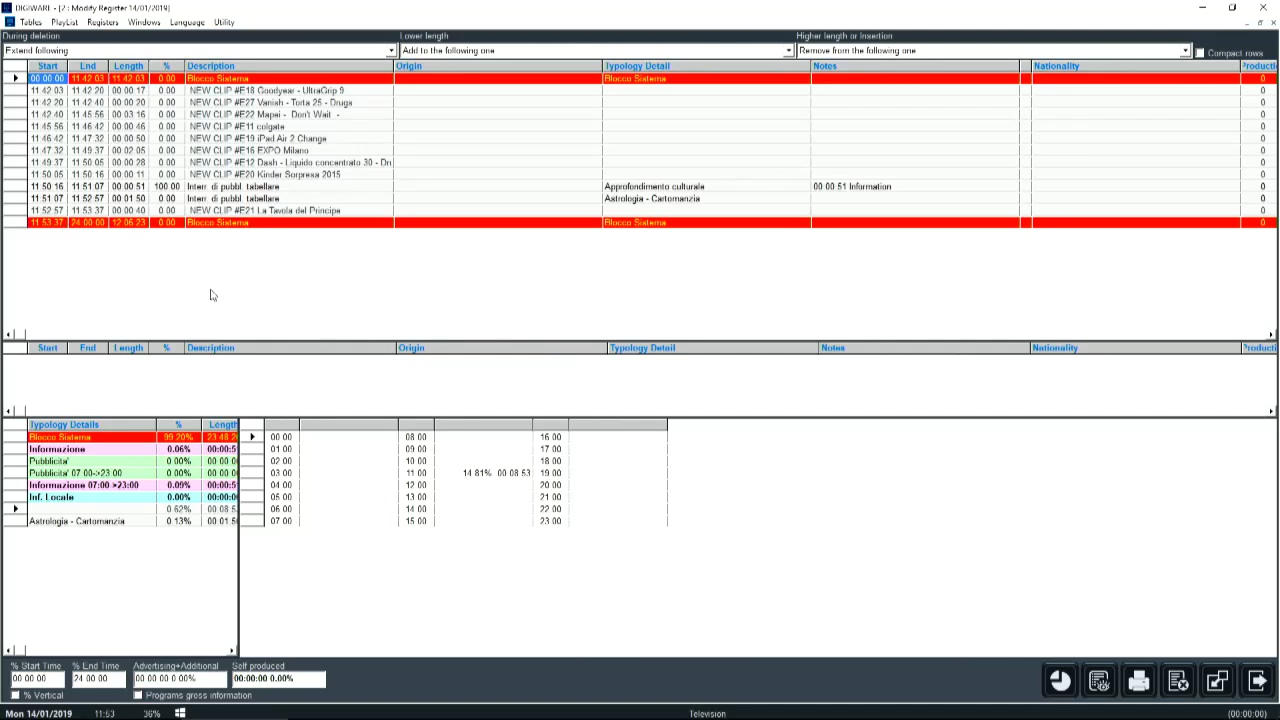 DIGIWARE - [2 : Modify Register 14/01/2019]
Tables PlayList Registers Windows Language Utility
During deletion Lower length Higher length or Insertion
Extend following Add to the following one Remove from the following one Compact rows
Start End Length % Description Origin Typology Detail Notes Nationality Producti
00 00 00 11 42 03 11 42 03 0.00 Blocco Sistema Blocco Sistema 0
11 42 03 11 42 20 00 00 17 0.00 NEW CLIP #E18 Goodyear - UltraGrip 9 0
11 42 20 11 42 40 00 00 20 0.00 NEW CLIP #E27 Vanish - Torta 25 - Drugs 0
11 42 40 11 45 56 00 03 16 0.00 NEW CLIP #E22 Mapei - Don't Wait - 0
11 45 56 11 46 42 00 00 46 0.00 NEW CLIP #E11 colgate 0
11 46 42 11 47 32 00 00 50 0.00 NEW CLIP #E19 iPad Air 2 Change 0
11 47 32 11 49 37 00 02 05 0.00 NEW CLIP #E16 EXPO Milano 0
11 49 37 11 50 05 00 00 28 0.00 NEW CLIP #E12 Dash - Liquido concentrato 30 - Dn 0
11 50 05 11 50 16 00 00 11 0.00 NEW CLIP #E20 Kinder Sorpresa 2015 0
11 50 16 11 51 07 00 00 51 100.00 Interr. di pubbl. tabellare Approfondimento culturale 00 00 51 Information 0
11 51 07 11 52 57 00 01 50 0.00 Interr. di pubbl. tabellare Astrologia - Cartomanzia 0
11 52 57 11 53 37 00 00 40 0.00 NEW CLIP #E21 La Tavola del Principe 0
11 53 37 24 00 00 12 06 23 0.00 Blocco Sistema Blocco Sistema 0
Start End Length % Description Origin Typology Detail Notes Nationality Producti
Typology Details % Length
Blocco Sistema 99.20% 23 48 2 00 00 08 00 16 00
Informazione 0.06% 00:00:5 01 00 09 00 17 00
Pubblicita' 0.00% 00 00 0 02 00 10 00 18 00
Pubblicita' 07 00->23 00 0.00% 00 00 0 03 00 11 00 14 81% 00 08 53 19 00
Informazione 07:00 >23:00 0.09% 00:00:5 04 00 12 00 20 00
Inf. Locale 0.00% 00:00:0 05 00 13 00 21 00
0.62% 00 08 5 06 00 14 00 22 00
Astrologia - Cartomanzia 0.13% 00 01 5 07 00 15 00 23 00
% Start Time % End Time Advertising+Additional Self produced
00 00 00 24 00 00 00 00 00 0.00% 00:00:00 0.00%
% Vertical Programs gross information
Mon 14/01/2019 11:53 36% Television (00:00:00)